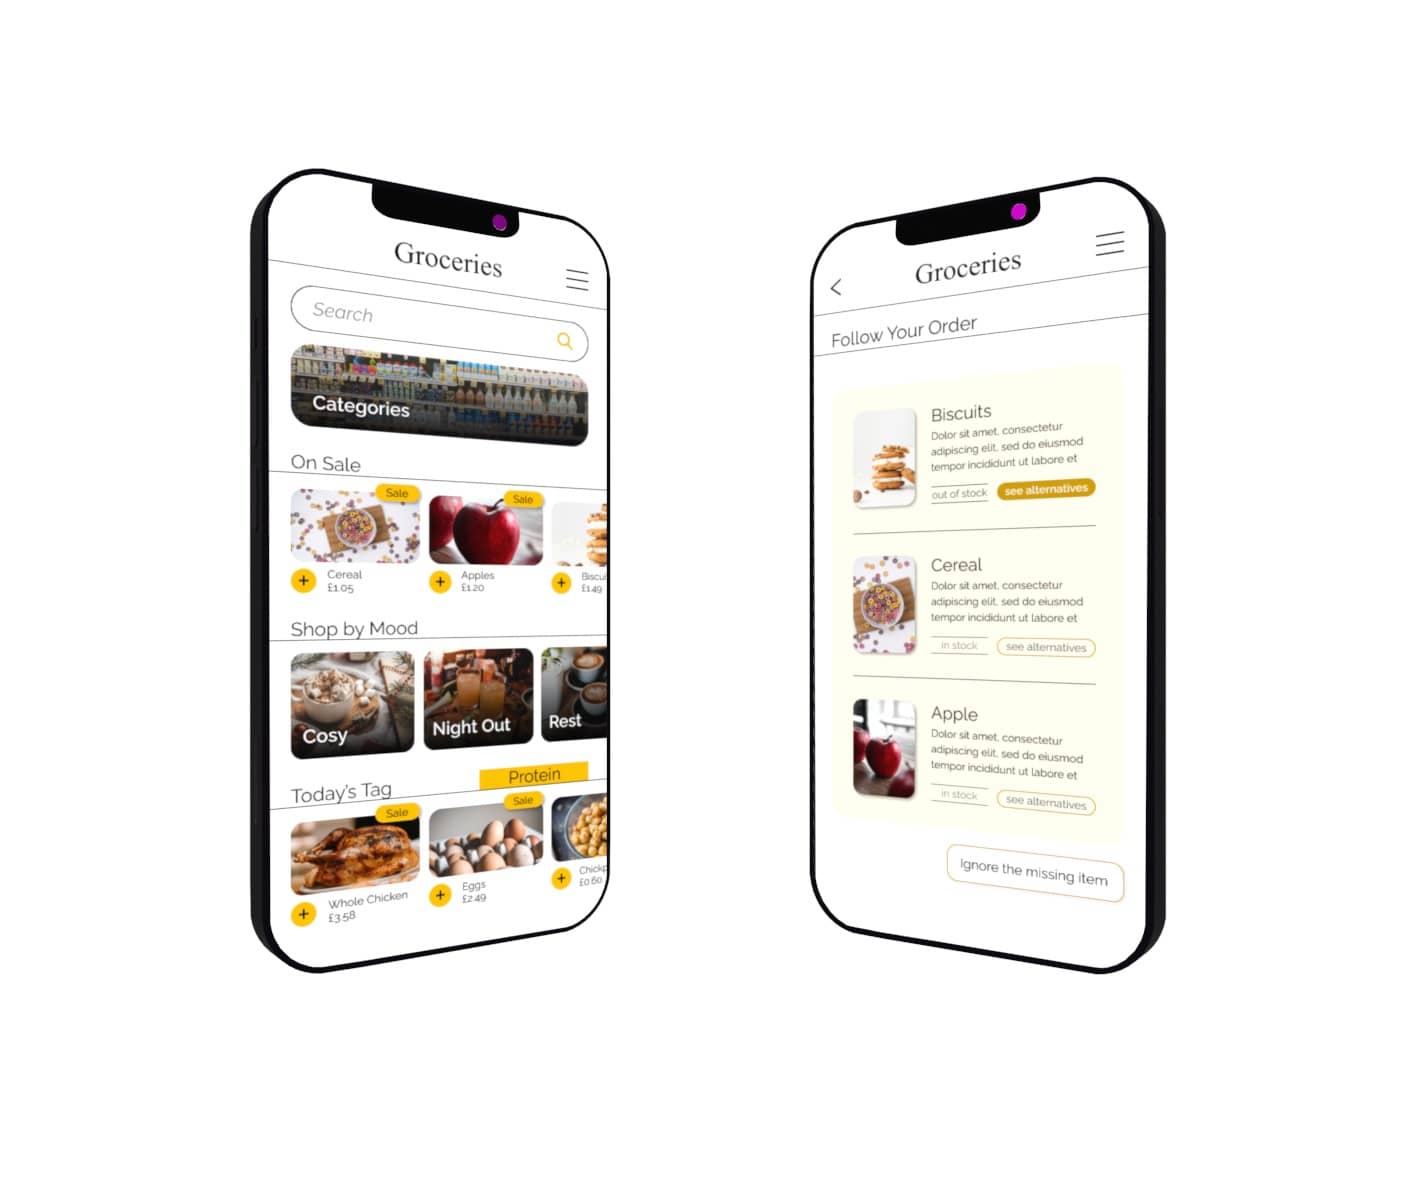 Groceries
Search
Categories
On Sale
Sale
Sale
Cereal
£1.05
Apples
£1.20
£1.49
Shop by Mood
Cosy
Night Out
Rest
Today's Tag
Protein
Sale
Sale
Whole Chicken
£3.58
Eggs
£2.49
£0.60
Groceries
Follow Your Order
Biscuits
Dolor sit amet, consectetur
adipiscing elit, sed do eiusmod
tempor incididunt ut labore et
out of stock
see alternatives
Cereal
Dolor sit amet, consectetur
adipiscing elit, sed do eiusmod
tempor incididunt ut labore et
in stock
see alternatives
Apple
Dolor sit amet, consectetur
adipiscing elit, sed do eiusmod
tempor incididunt ut labore et
in stock
see alternatives
Ignore the missing item